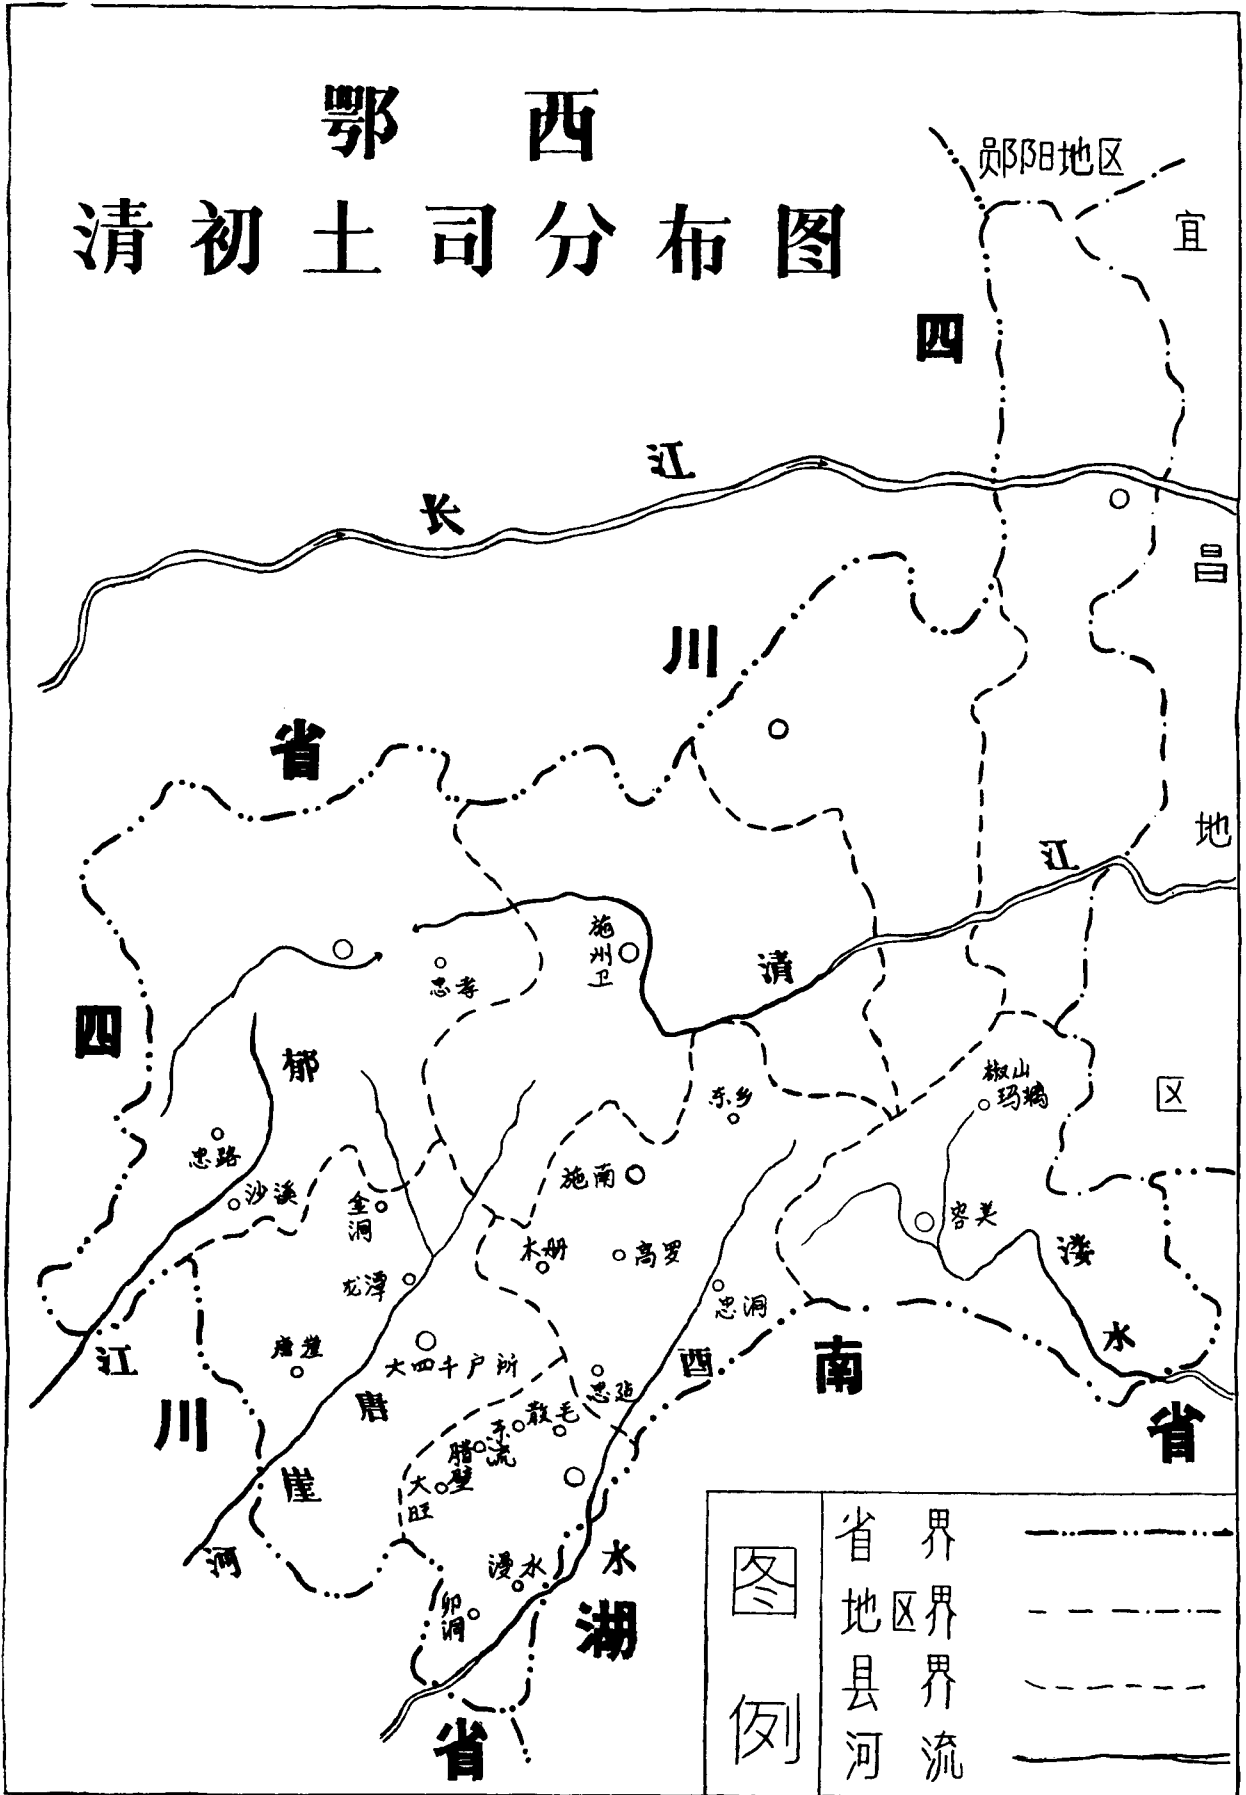 鄂西
清初土司分布图
郧阳地区
宜
昌
地
区
四
川
省
长
江
四
川
省
清
江
施州卫
忠孝
郁
江
忠路
沙溪
金洞
龙潭
唐崖
大四千户所
唐
崖
河
东乡
施南
木册
高罗
忠洞
忠
散毛
东流
腊壁
大旺
漫水
卯洞
酉
水
椒山
玛瑙
容美
溇
水
湖
南
省
省
图例
省界
地区界
县界
河流